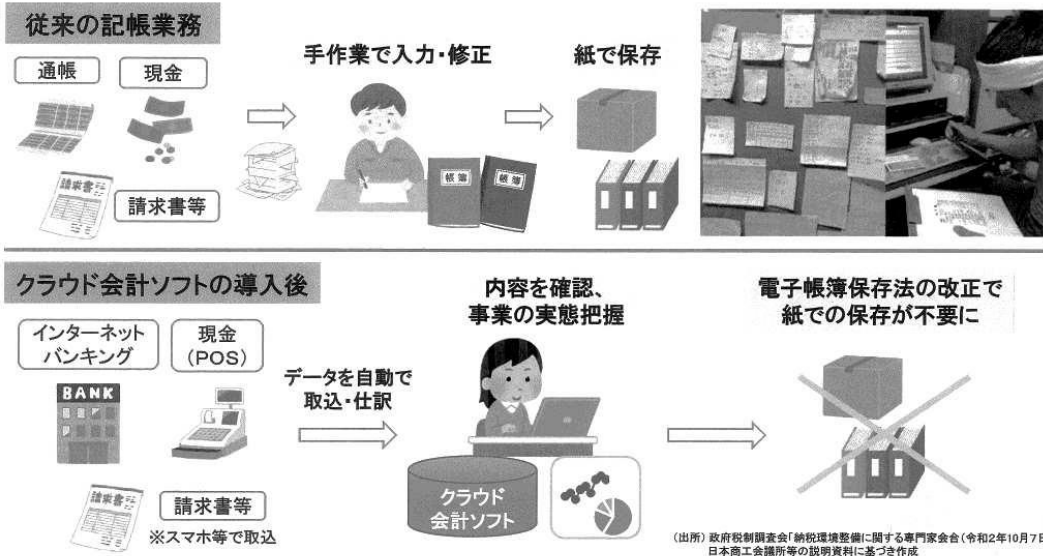 従来の記帳業務
通帳
現金
請求書
請求書等
手作業で入力・修正
帳簿
帳簿
紙で保存
クラウド会計ソフトの導入後
インターネット
バンキング
現金
(POS)
BANK
請求書
請求書等
※スマホ等で取込
データを自動で
取込・仕訳
内容を確認、
事業の実態把握
クラウド
会計ソフト
電子帳簿保存法の改正で
紙での保存が不要に
(出所) 政府税制調査会「納税環境整備に関する専門家会合(令和2年10月7日
日本商工会議所等の説明資料に基づき作成